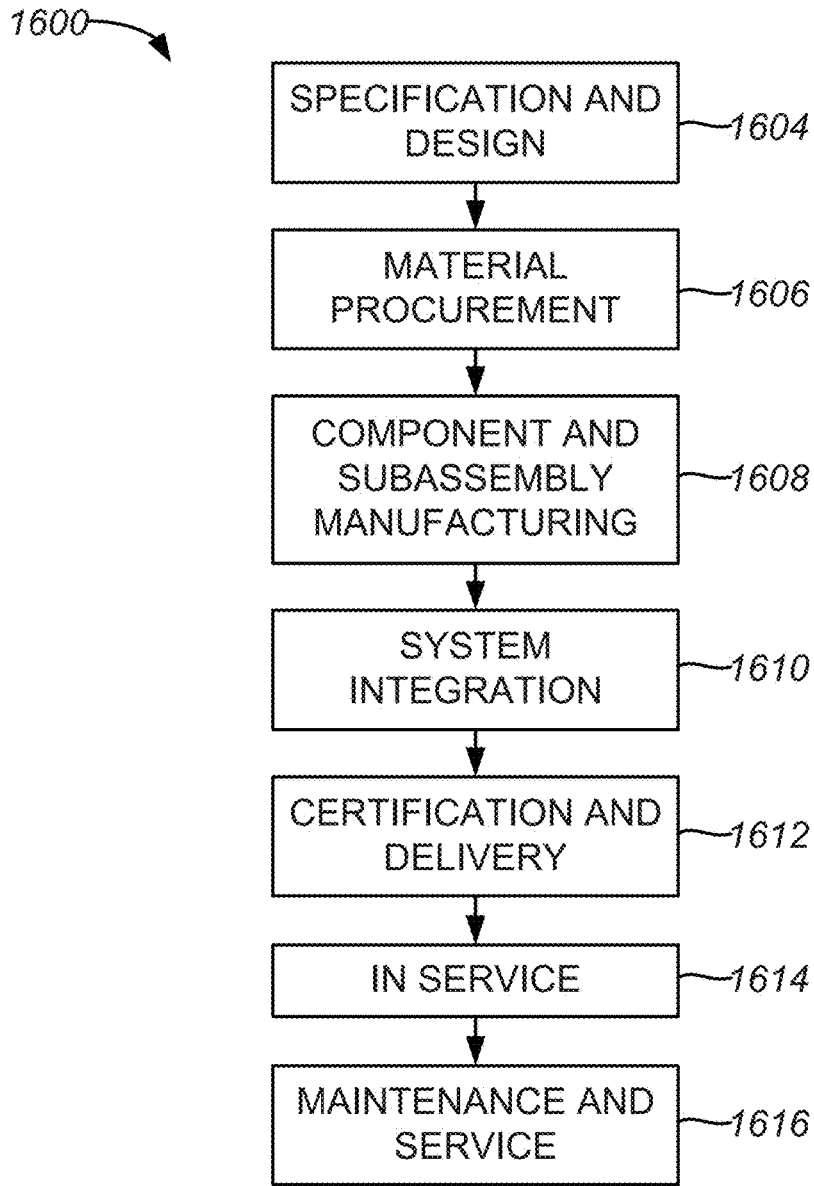 1600
SPECIFICATION AND
DESIGN
1604
MATERIAL
PROCUREMENT
1606
COMPONENT AND
SUBASSEMBLY
MANUFACTURING
1608
SYSTEM
INTEGRATION
1610
CERTIFICATION AND
DELIVERY
1612
IN SERVICE
1614
MAINTENANCE AND
SERVICE
1616